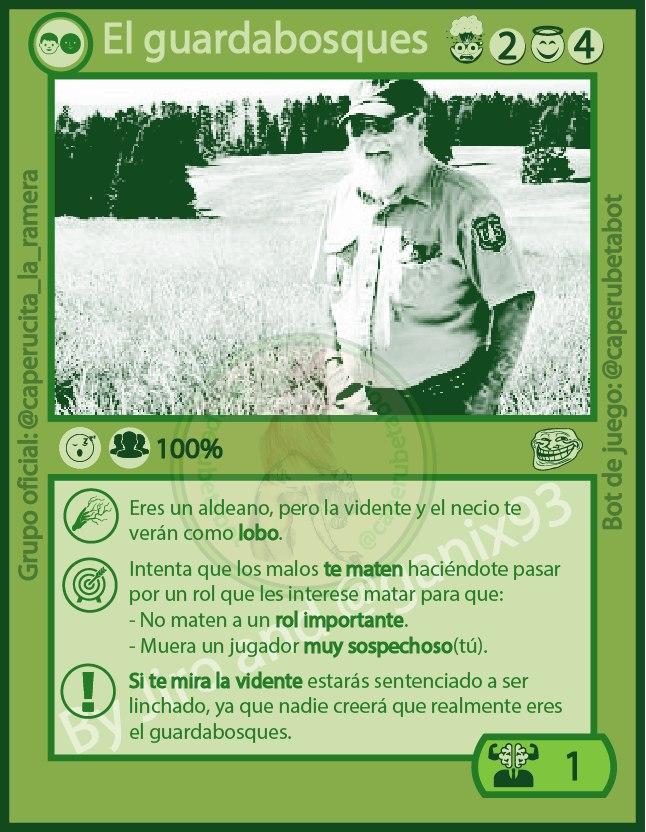 El guardabosques
2
4
Grupo oficial: @caperucita_la_ramera
Bot de juego: @caperubetabot
US
100%
@caperubetabot
Eres un aldeano, pero la vidente y el necio te
verán como lobo.
Intenta que los malos te maten haciéndote pasar
por un rol que les interese matar para que:
- No maten a un rol importante.
- Muera un jugador muy sospechoso(tú).
Si te mira la vidente estarás sentenciado a ser
linchado, ya que nadie creerá que realmente eres
el guardabosques.
By Jiro and @ganix93
1